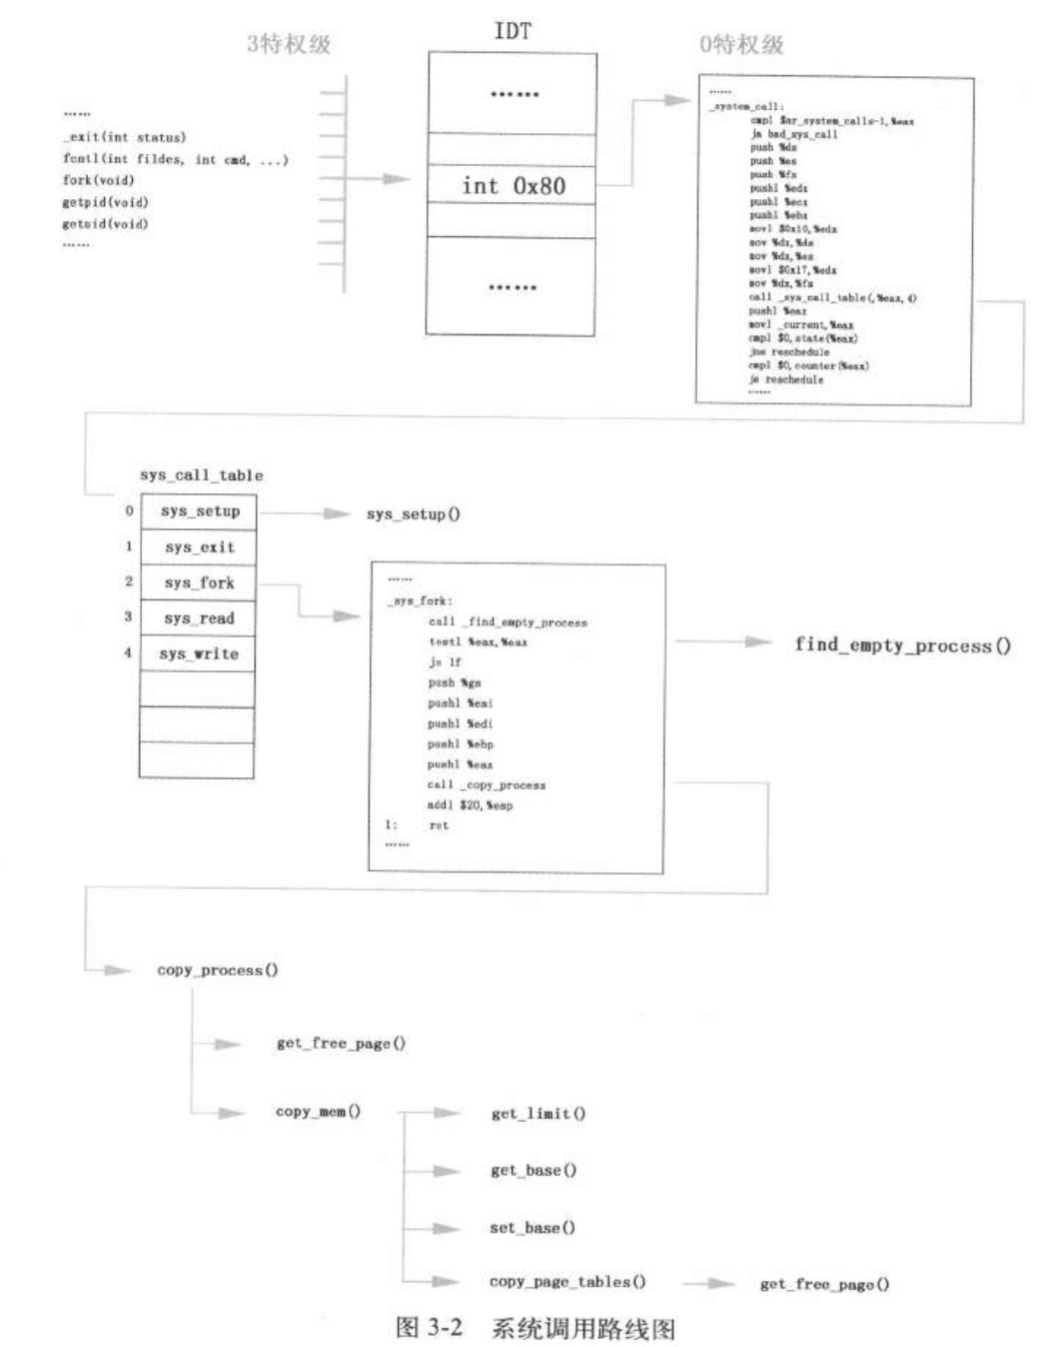 3特权级
IDT
0特权级
……
_exit(int status)
fcntl(int fildes, int cmd, ...)
fork(void)
getpid(void)
getuid(void)
……
……
int 0x80
……
……
_system_call:
cmpl $nr_system_calls-1,%eax
ja bad_sys_call
push %ds
push %es
push %fs
pushl %edx
pushl %ecx
pushl %ebx
movl $0x10,%edx
mov %dx,%ds
mov %dx,%es
movl $0x17,%edx
mov %dx,%fs
call _sys_call_table(,%eax,4)
pushl %eax
movl _current,%eax
cmpl $0,state(%eax)
jne reschedule
cmpl $0,counter(%eax)
je reschedule
……
sys_call_table
0 sys_setup
sys_setup()
1 sys_exit
2 sys_fork
3 sys_read
4 sys_write
……
_sys_fork:
call _find_empty_process
testl %eax,%eax
js 1f
push %gs
pushl %esi
pushl %edi
pushl %ebp
pushl %eax
call _copy_process
addl $20,%esp
1: ret
……
find_empty_process()
copy_process()
get_free_page()
copy_mem()
get_limit()
get_base()
set_base()
copy_page_tables()
get_free_page()
图 3-2 系统调用路线图